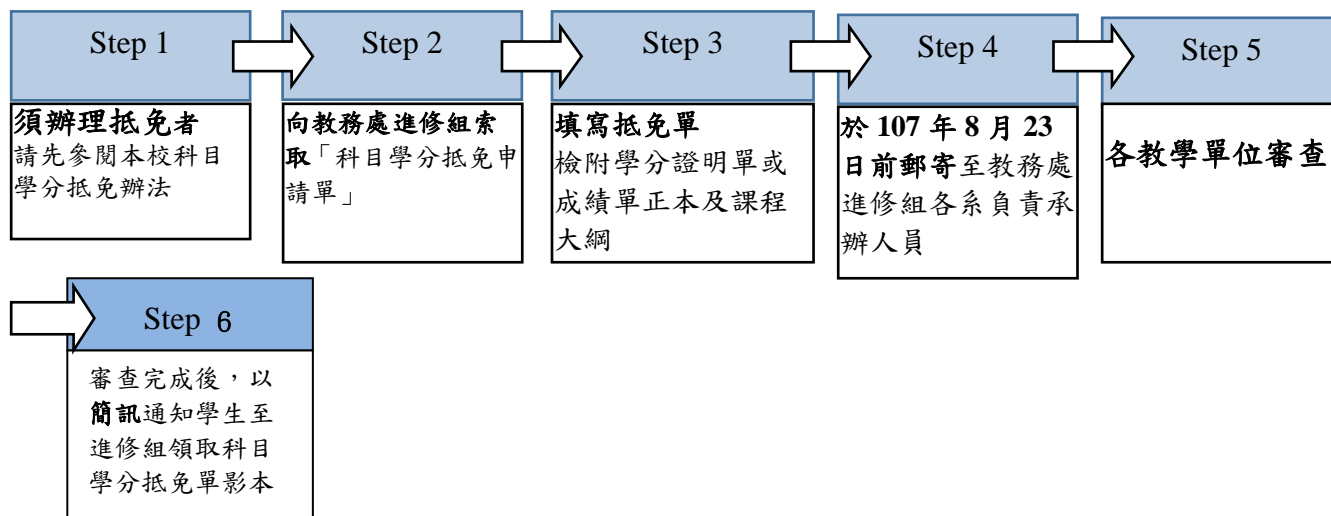 Step 1
須辦理抵免者
請先參閱本校科目
學分抵免辦法
Step 2
向教務處進修組索
取「科目學分抵免申
請單」
Step 3
填寫抵免單
檢附學分證明單或
成績單正本及課程
大綱
Step 4
於 107 年 8 月 23
日前郵寄至教務處
進修組各系負責承
辦人員
Step 5
各教學單位審查
Step 6
審查完成後，以
簡訊通知學生至
進修組領取科目
學分抵免單影本